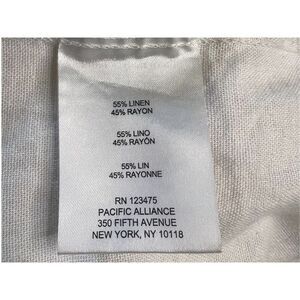 55% LINEN
45% RAYON
55% LINO
45% RAYÓN
55% LIN
45% RAYONNE
RN 123475
PACIFIC ALLIANCE
350 FIFTH AVENUE
NEW YORK, NY 10118